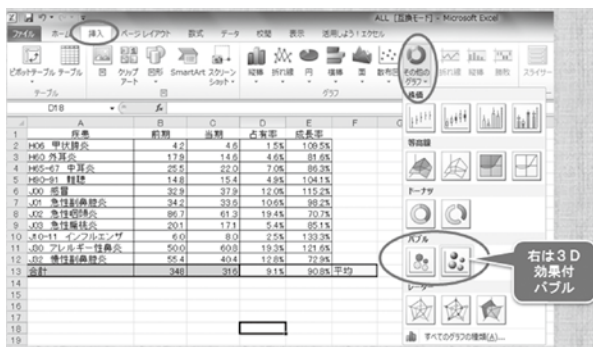 ALL [互換モード] - Microsoft Excel
ファイル ホーム 挿入 ページ レイアウト 数式 データ 校閲 表示 活用しよう!エクセル
ピボットテーブル テーブル 図 クリップアート 図形 SmartArt スクリーンショット 縦棒 折れ線 円 横棒 面 散布図 その他のグラフ 折れ線 縦棒 勝敗 スライサー
テーブル 図 グラフ
D18 fx
A B C D E F
1 疾患 前期 当期 占有率 成長率
2 H06 甲状腺炎 4.2 4.6 1.5% 109.5%
3 H60 外耳炎 17.9 14.6 4.6% 81.6%
4 H65-67 中耳炎 25.5 22.0 7.0% 86.3%
5 H90-91 難聴 14.8 15.4 4.9% 104.1%
6 J00 感冒 32.9 37.9 12.0% 115.2%
7 J01 急性副鼻腔炎 34.2 33.6 10.6% 98.2%
8 J02 急性咽頭炎 86.7 61.3 19.4% 70.7%
9 J03 急性扁桃炎 20.1 17.1 5.4% 85.1%
10 J10-11 インフルエンザ 6.0 8.0 2.5% 133.3%
11 J30 アレルギー性鼻炎 50.0 60.8 19.3% 121.6%
12 J32 慢性副鼻腔炎 55.4 40.4 12.8% 72.9%
13 合計 348 316 9.1% 90.8% 平均
14
15
16
17
18
19
株価
等高線
ドーナツ
バブル
レーダー
すべてのグラフの種類(A)...
右は3D
効果付
バブル